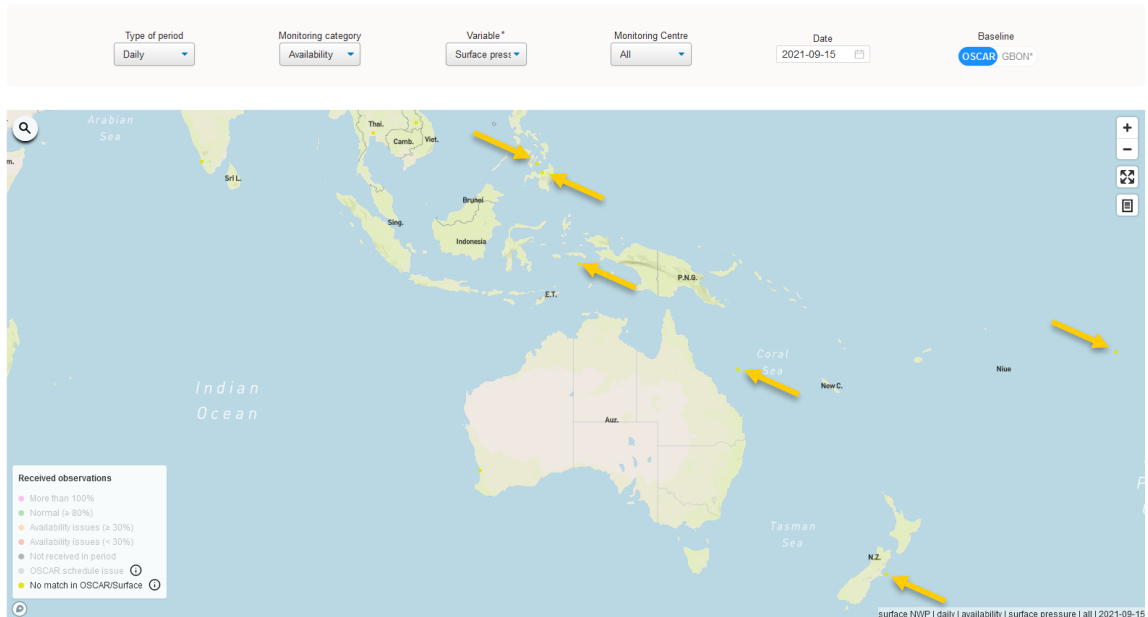 Type of period
Monitoring category
Variable*
Monitoring Centre
Date
Baseline
Daily
Availability
Surface press
All
2021-09-15
OSCAR GBON*
Arabian
Sea
Thai.
Camb.
Viet.
Sri L.
m.
Brunei
Sing.
Indonesia
P.N.G.
E.T.
Coral
Sea
Niue
New C.
Indian
Ocean
Aus.
Tasman
Sea
N.Z.
P
Received observations
More than 100%
Normal (≥ 80%)
Availability issues (≥ 30%)
Availability issues (< 30%)
Not received in period
OSCAR schedule issue
No match in OSCAR/Surface
surface NWP | daily | availability | surface pressure | all | 2021-09-15